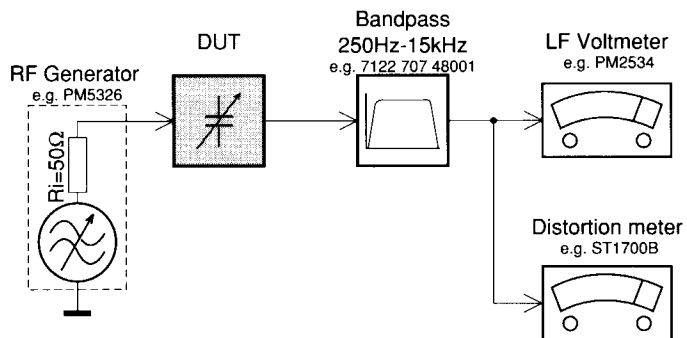 DUT
Bandpass
250Hz-15kHz
e.g. 7122 707 48001
LF Voltmeter
e.g. PM2534
RF Generator
e.g. PM5326
Ri=50Ω
Distortion meter
e.g. ST1700B